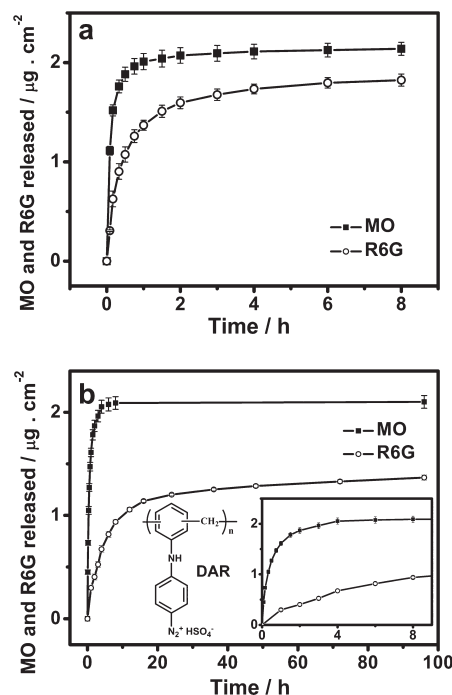 a
MO and R6G released / μg . cm-2
2
1
0
MO
R6G
0 2 4 6 8
Time / h
b
MO and R6G released / μg . cm-2
2
1
0
MO
R6G
CH2
n
NH
DAR
N2+ HSO4-
2
1
0
0 2 4 6 8
0 20 40 60 80 100
Time / h